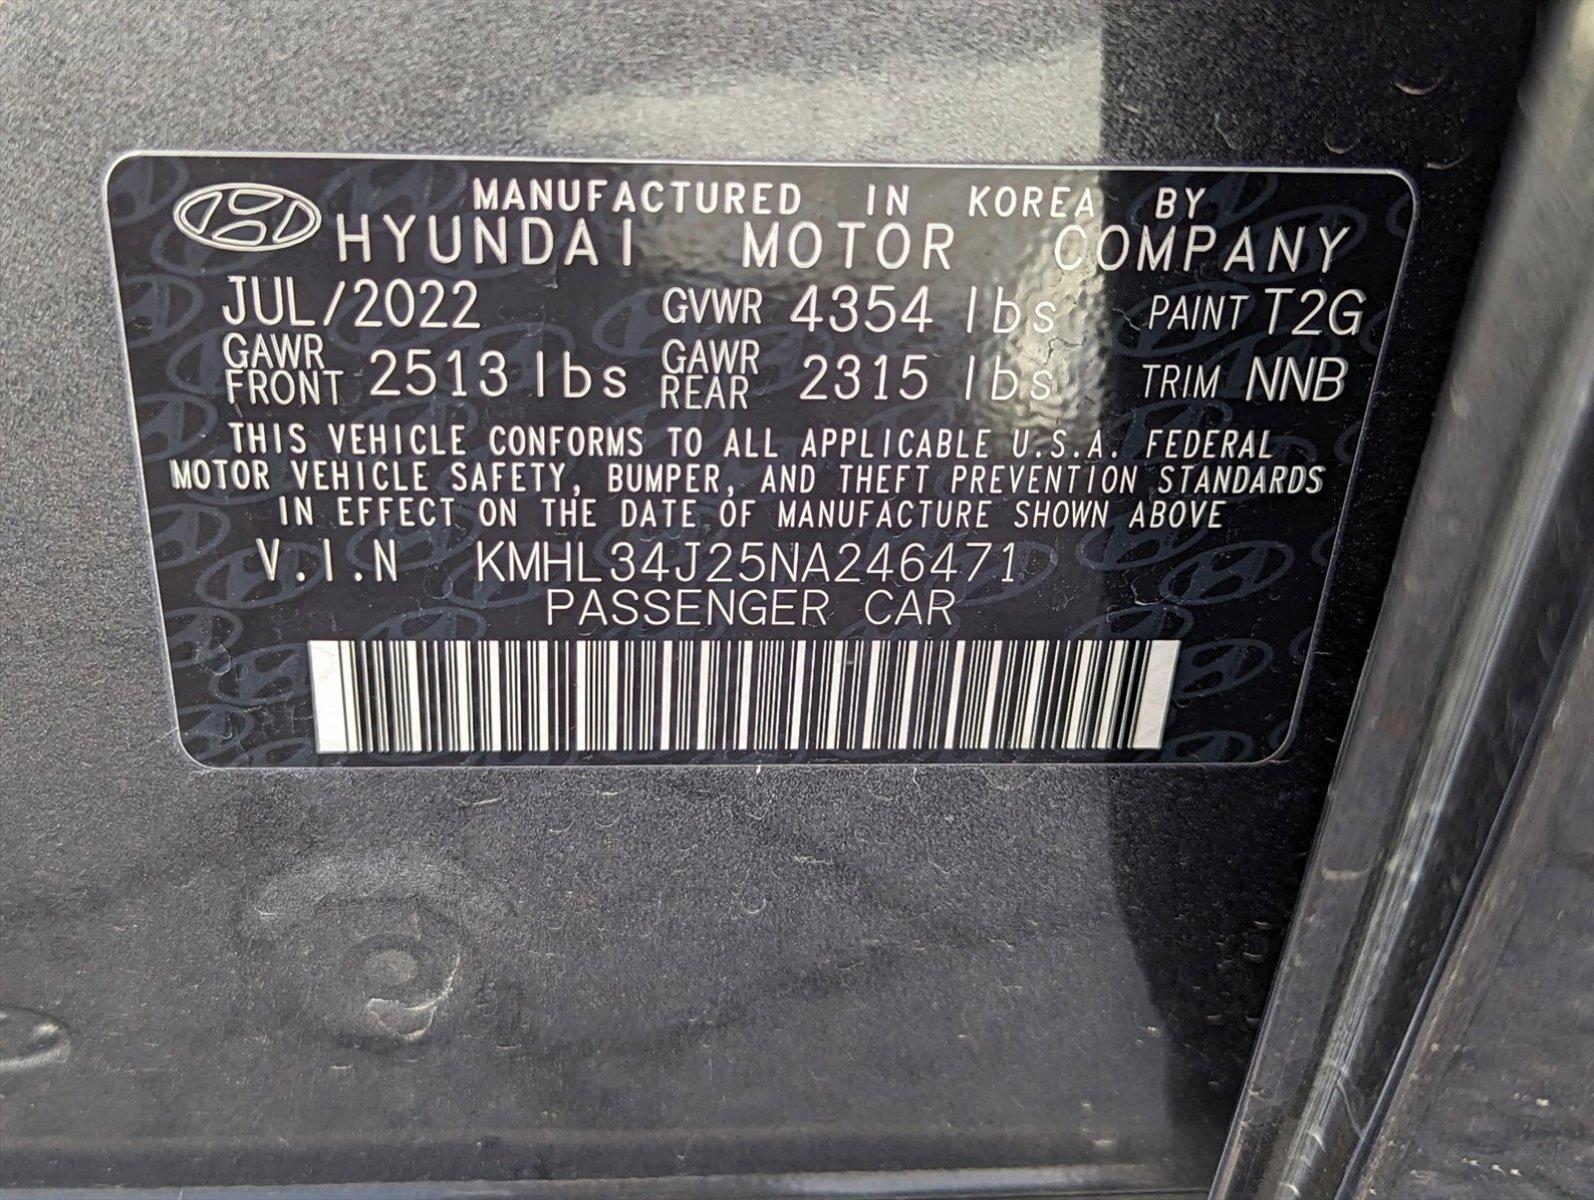 MANUFACTURED IN KOREA BY
HYUNDAI MOTOR COMPANY
JUL/2022 GVWR 4354 lbs PAINT T2G
GAWR FRONT 2513 lbs GAWR REAR 2315 lbs TRIM NNB
THIS VEHICLE CONFORMS TO ALL APPLICABLE U.S.A. FEDERAL
MOTOR VEHICLE SAFETY, BUMPER, AND THEFT PREVENTION STANDARDS
IN EFFECT ON THE DATE OF MANUFACTURE SHOWN ABOVE
V.I.N KMHL34J25NA246471
PASSENGER CAR